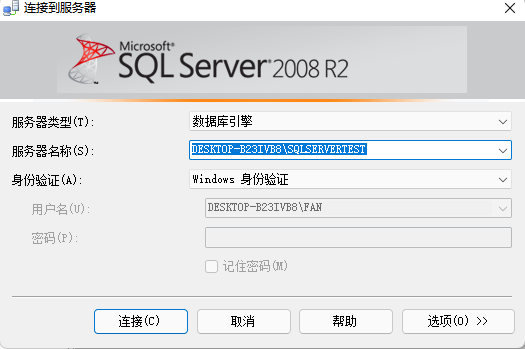 连接到服务器
Microsoft®
SQL Server® 2008 R2
服务器类型(T): 数据库引擎
服务器名称(S): DESKTOP-B23IVB8\SQLSERVERTEST
身份验证(A): Windows 身份验证
用户名(U): DESKTOP-B23IVB8\FAN
密码(P):
记住密码(M)
连接(C) 取消 帮助 选项(O) >>